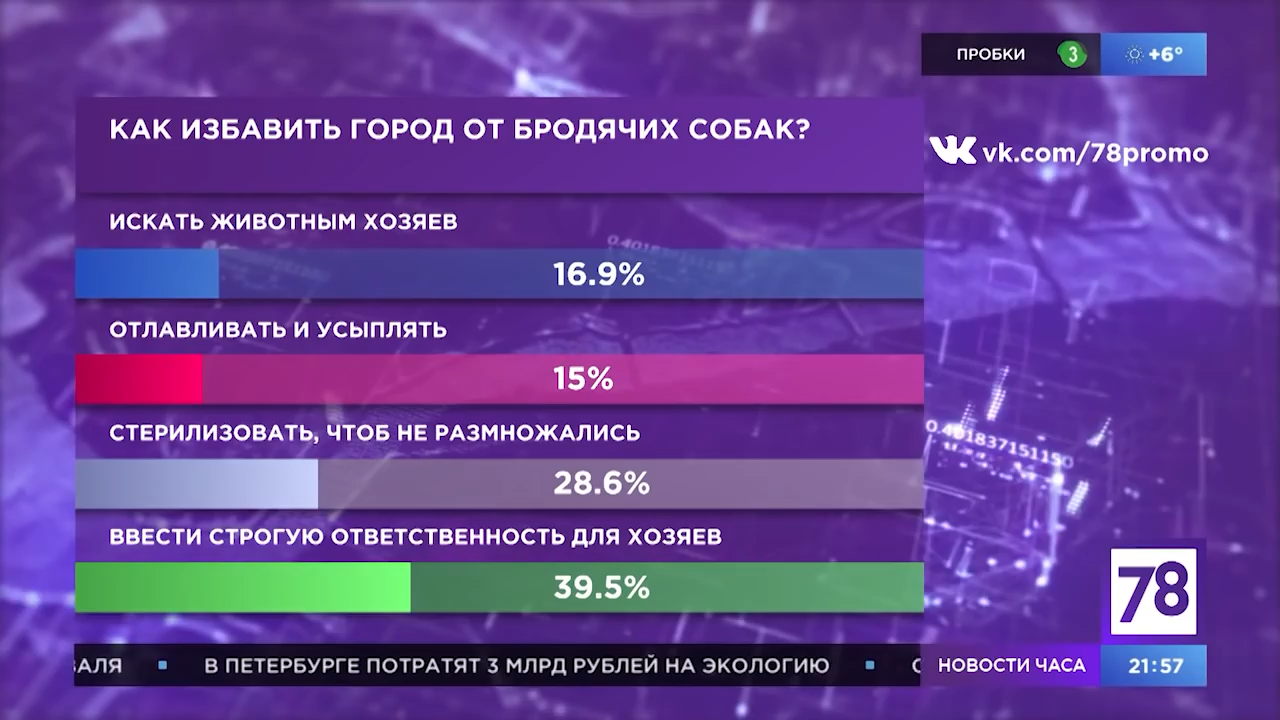 ПРОБКИ 3 +6°
КАК ИЗБАВИТЬ ГОРОД ОТ БРОДЯЧИХ СОБАК?
vk.com/78promo
ИСКАТЬ ЖИВОТНЫМ ХОЗЯЕВ
16.9%
ОТЛАВЛИВАТЬ И УСЫПЛЯТЬ
15%
СТЕРИЛИЗОВАТЬ, ЧТОБ НЕ РАЗМНОЖАЛИСЬ
28.6%
0.401837151150
ВВЕСТИ СТРОГУЮ ОТВЕТСТВЕННОСТЬ ДЛЯ ХОЗЯЕВ
39.5%
78
В ПЕТЕРБУРГЕ ПОТРАТЯТ 3 МЛРД РУБЛЕЙ НА ЭКОЛОГИЮ
НОВОСТИ ЧАСА 21:57